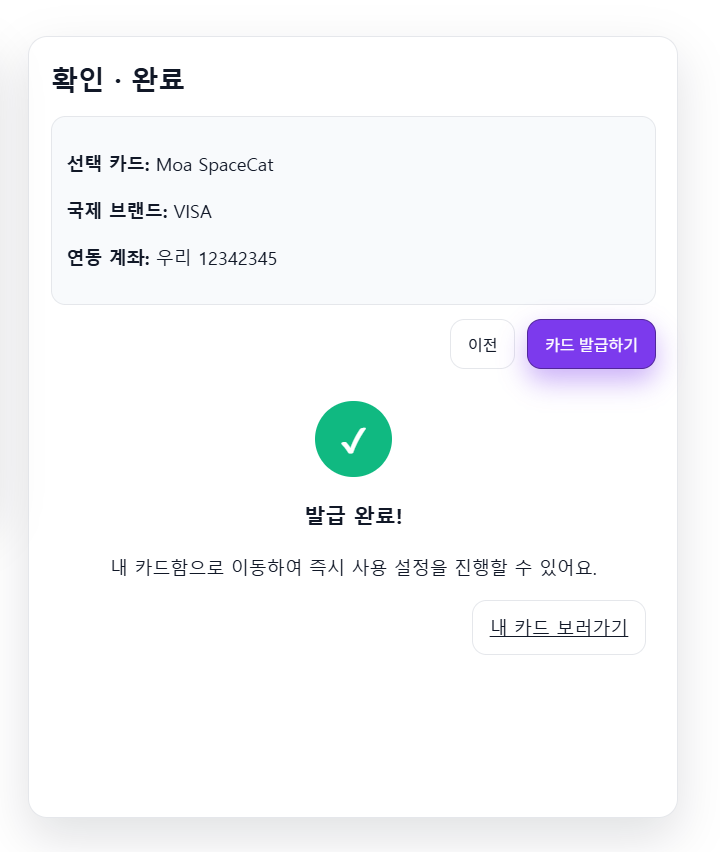 확인 · 완료
선택 카드: Moa SpaceCat
국제 브랜드: VISA
연동 계좌: 우리 12342345
이전 카드 발급하기
발급 완료!
내 카드함으로 이동하여 즉시 사용 설정을 진행할 수 있어요.
내 카드 보러가기